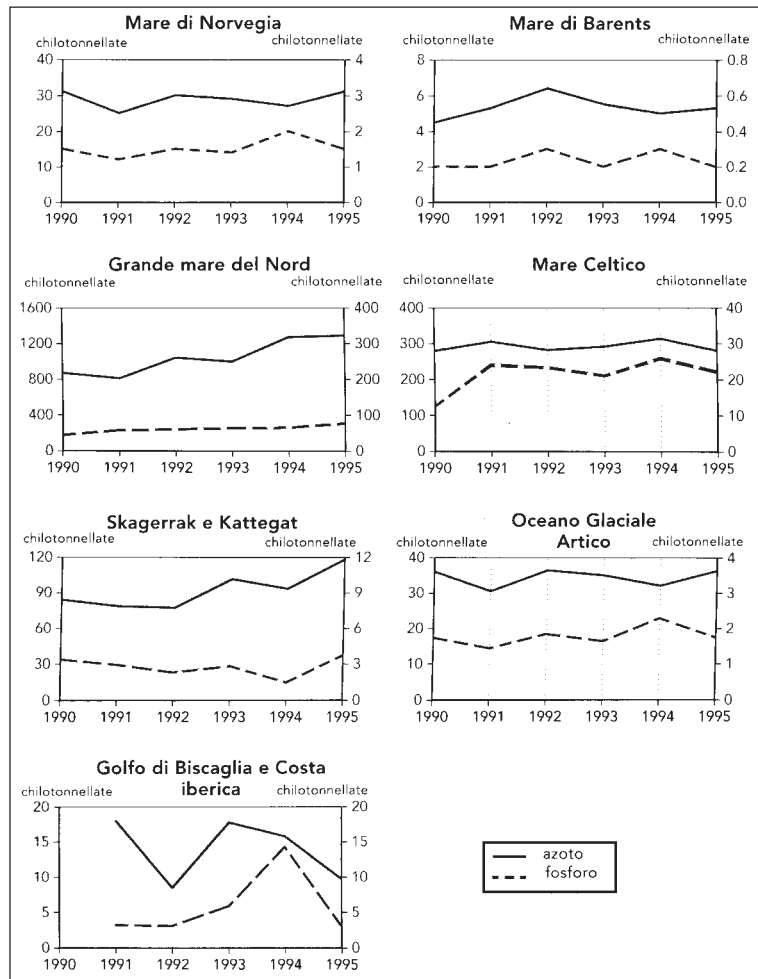 Mare di Norvegia
chilotonnellate chilotonnellate
40 4
30 3
20 2
10 1
0 0
1990 1991 1992 1993 1994 1995
Mare di Barents
chilotonnellate chilotonnellate
8 0.8
6 0.6
4 0.4
2 0.2
0 0.0
1990 1991 1992 1993 1994 1995
Grande mare del Nord
chilotonnellate chilotonnellate
1600 400
1200 300
800 200
400 100
0 0
1990 1991 1992 1993 1994 1995
Mare Celtico
chilotonnellate chilotonnellate
400 40
300 30
200 20
100 10
0 0
1990 1991 1992 1993 1994 1995
Skagerrak e Kattegat
chilotonnellate chilotonnellate
120 12
90 9
60 6
30 3
0 0
1990 1991 1992 1993 1994 1995
Oceano Glaciale
Artico
chilotonnellate chilotonnellate
40 4
30 3
20 2
10 1
0 0
1990 1991 1992 1993 1994 1995
Golfo di Biscaglia e Costa
iberica
chilotonnellate chilotonnellate
20 20
15 15
10 10
5 5
0 0
1990 1991 1992 1993 1994 1995
azoto
fosforo